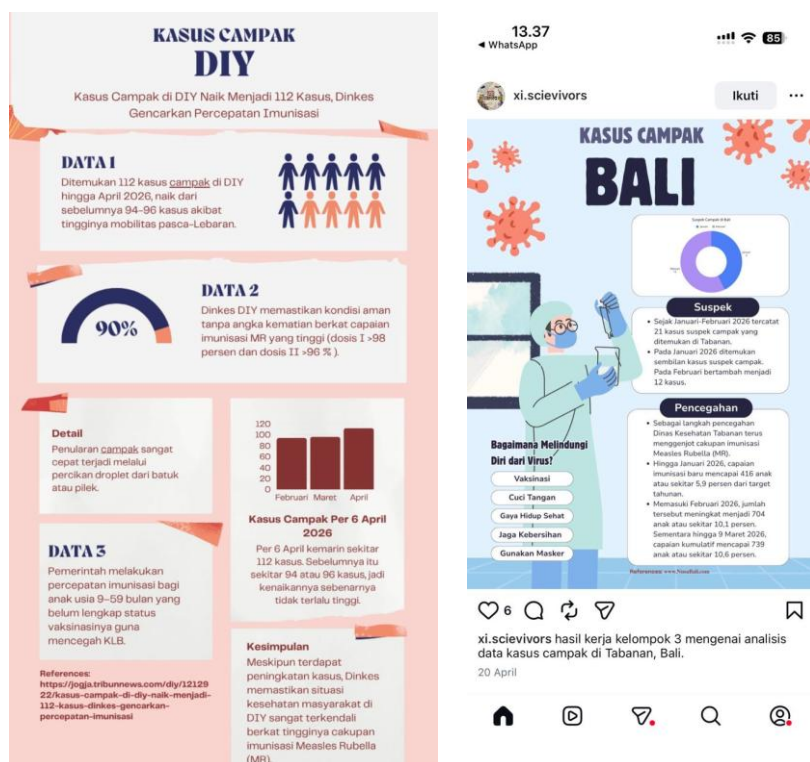 KASUS CAMPAK
DIY
Kasus Campak di DIY Naik Menjadi 112 Kasus, Dinkes
Gencarkan Percepatan Imunisasi
DATA 1
Ditemukan 112 kasus campak di DIY
hingga April 2026, naik dari
sebelumnya 94-96 kasus akibat
tingginya mobilitas pasca-Lebaran.
90%
DATA 2
Dinkes DIY memastikan kondisi aman
tanpa angka kematian berkat capaian
imunisasi MR yang tinggi (dosis I >98
persen dan dosis II >96 % ).
Detail
Penularan campak sangat
cepat terjadi melalui
percikan droplet dari batuk
atau pilek.
DATA 3
Pemerintah melakukan
percepatan imunisasi bagi
anak usia 9-59 bulan yang
belum lengkap status
vaksinasinya guna
mencegah KLB.
References:
https://jogja.tribunnews.com/diy/12129
22/kasus-campak-di-diy-naik-menjadi-
112-kasus-dinkes-gencarkan-
percepatan-imunisasi
120
100
80
60
40
20
0
Februari Maret April
Kasus Campak Per 6 April
2026
Per 6 April kemarin sekitar
112 kasus. Sebelumnya itu
sekitar 94 atau 96 kasus, jadi
kenaikannya sebenarnya
tidak terlalu tinggi.
Kesimpulan
Meskipun terdapat
peningkatan kasus, Dinkes
memastikan situasi
kesehatan masyarakat di
DIY sangat terkendali
berkat tingginya cakupan
imunisasi Measles Rubella
(MR).
13.37
◄ WhatsApp
85
xi.scievivors
Ikuti
KASUS CAMPAK
BALI
Suspek Campak di Bali
Suspek
Sejak Januari-Februari 2026 tercatat
21 kasus suspek campak yang
ditemukan di Tabanan.
Pada Januari 2026 ditemukan
sembilan kasus suspek campak.
Pada Februari bertambah menjadi
12 kasus.
Pencegahan
Sebagai langkah pencegahan
Dinas Kesehatan Tabanan terus
menggenjot cakupan imunisasi
Measles Rubella (MR).
Hingga Januari 2026, capaian
imunisasi baru mencapai 416 anak
atau sekitar 5,9 persen dari target
tahunan.
Memasuki Februari 2026, jumlah
tersebut meningkat menjadi 704
anak atau sekitar 10,1 persen.
Sementara hingga 9 Maret 2026,
capaian kumulatif mencapai 739
anak atau sekitar 10,6 persen.
Bagaimana Melindungi
Diri dari Virus?
Vaksinasi
Cuci Tangan
Gaya Hidup Sehat
Jaga Kebersihan
Gunakan Masker
References: www.NusaBali.com
6
xi.scievivors hasil kerja kelompok 3 mengenai analisis
data kasus campak di Tabanan, Bali.
20 April